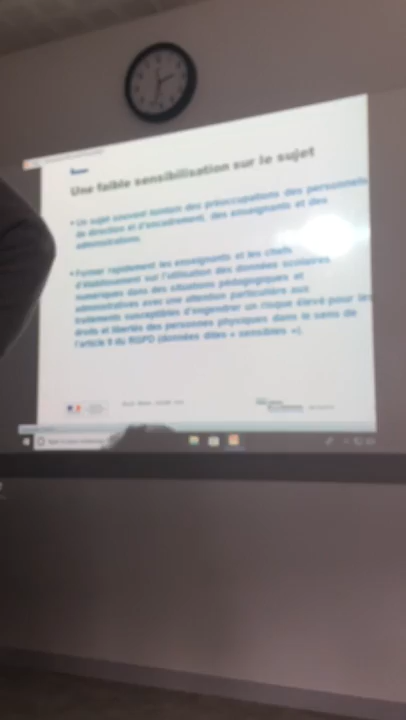 Une faible sensibilisation sur le sujet
• Un sujet souvent lointain des préoccupations des personnels
de direction et d'encadrement, des enseignants et des
administrations.
• Former rapidement les enseignants et les chefs
d'établissement sur l'utilisation des données scolaires
numériques dans des situations pédagogiques et
administratives avec une attention particulière aux
traitements susceptibles d'engendrer un risque élevé pour les
droits et libertés des personnes physiques dans le sens de
l'article 9 du RGPD (données dites « sensibles »).